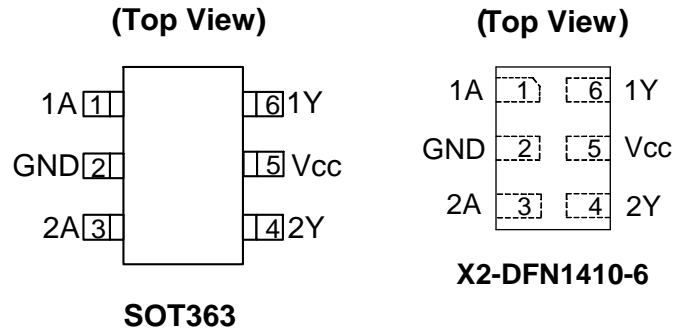 (Top View)
1A 1 6 1Y
GND 2 5 Vcc
2A 3 4 2Y
SOT363
(Top View)
1A 1 6 1Y
GND 2 5 Vcc
2A 3 4 2Y
X2-DFN1410-6